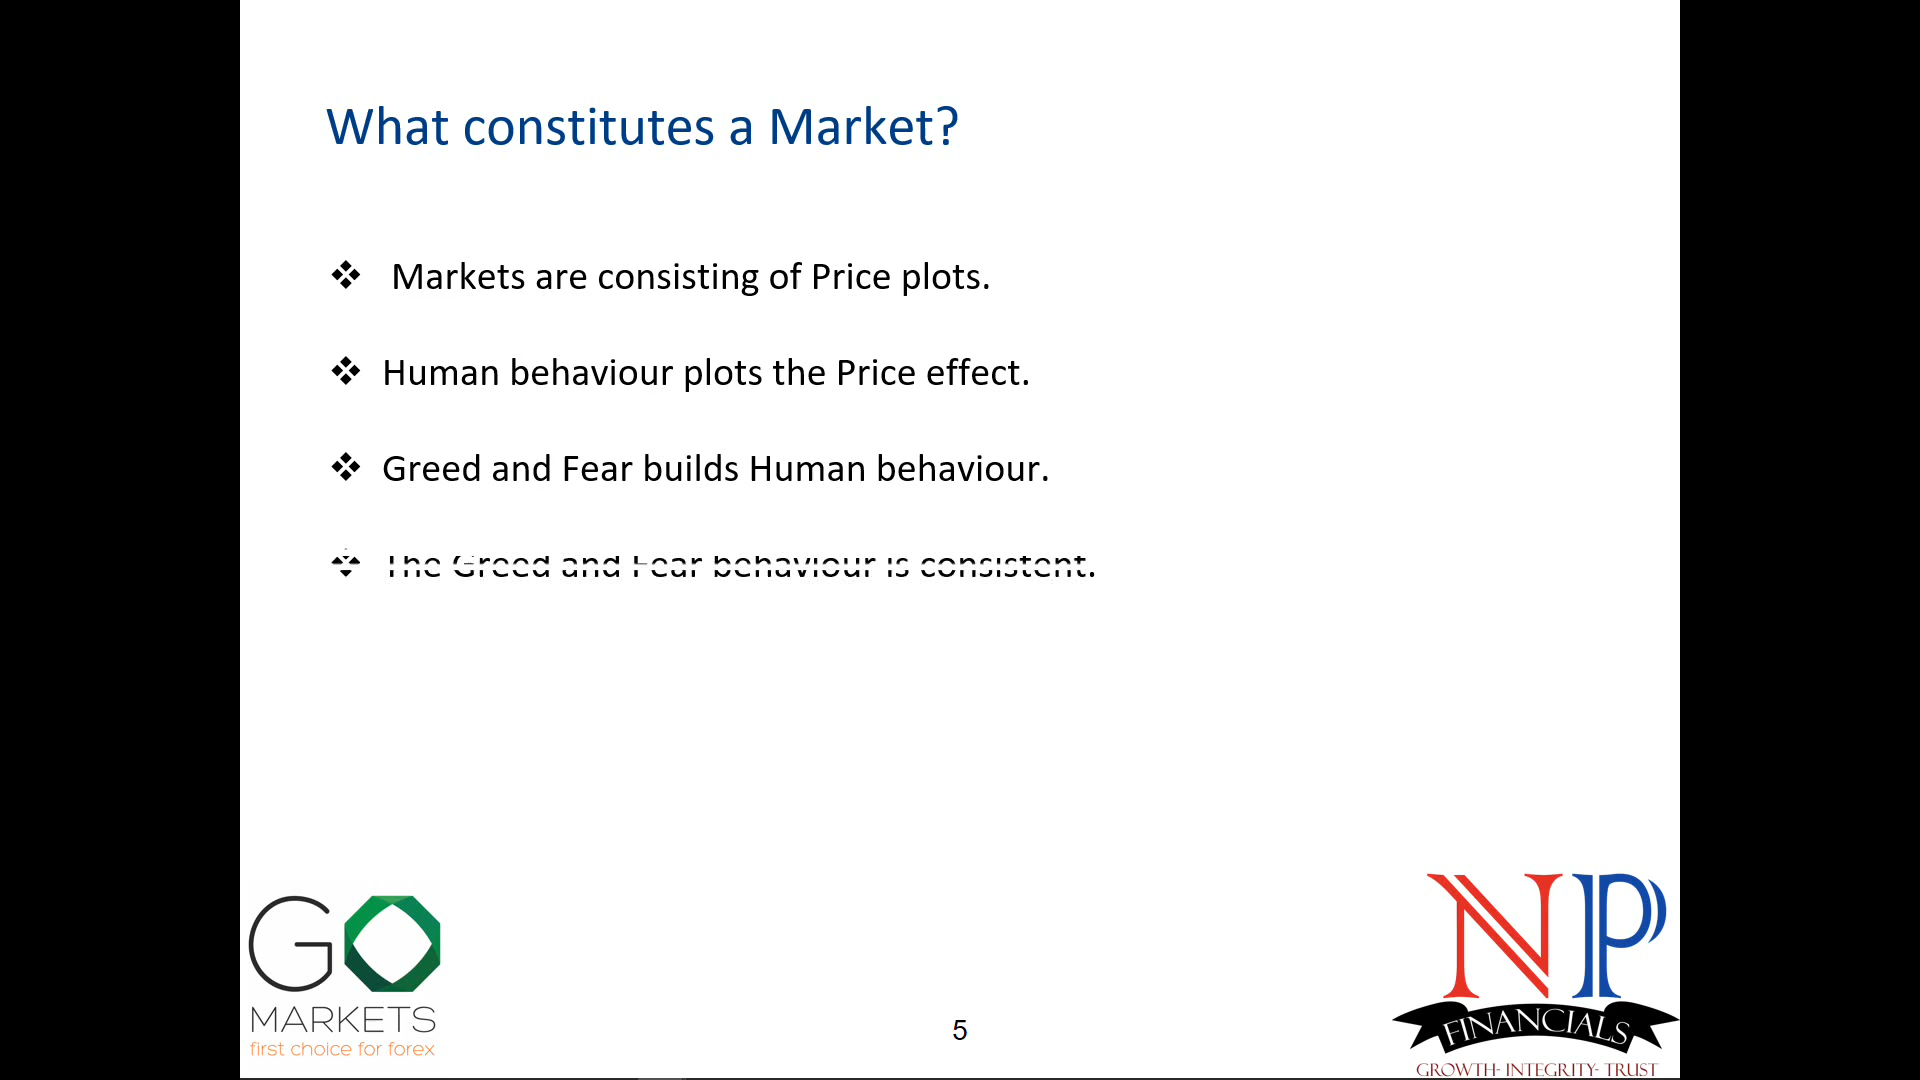 What constitutes a Market?
Markets are consisting of Price plots.
Human behaviour plots the Price effect.
Greed and Fear builds Human behaviour.
The Greed and Fear behaviour is consistent.
GO
MARKETS
first choice for forex
5
NP
FINANCIALS
GROWTH- INTEGRITY- TRUST